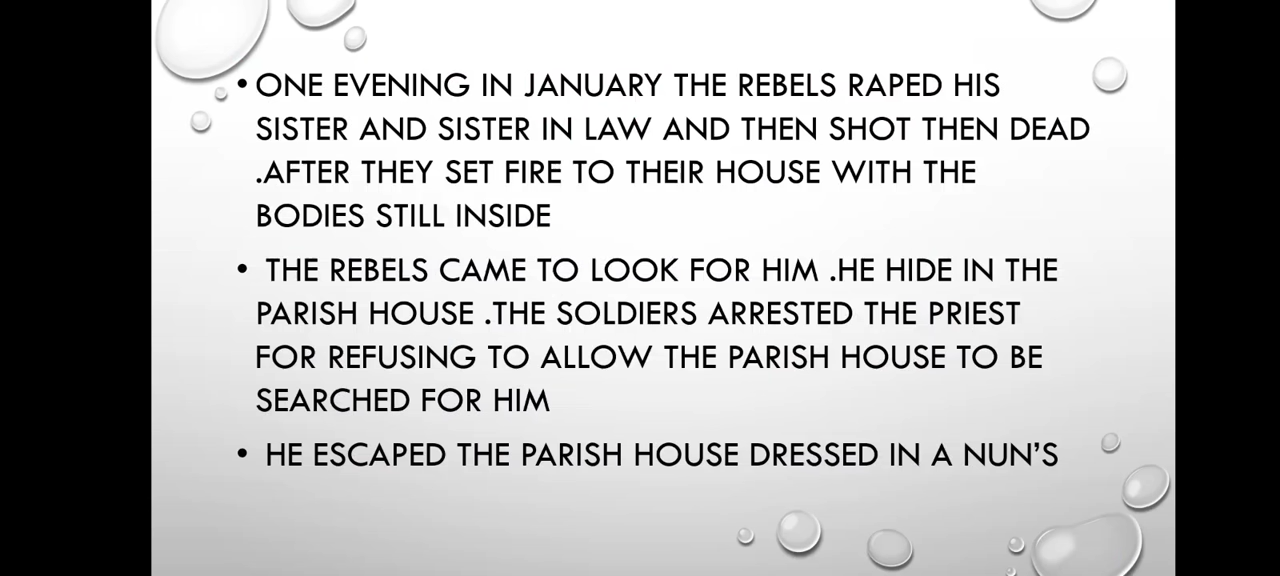 • ONE EVENING IN JANUARY THE REBELS RAPED HIS
SISTER AND SISTER IN LAW AND THEN SHOT THEN DEAD
.AFTER THEY SET FIRE TO THEIR HOUSE WITH THE
BODIES STILL INSIDE
• THE REBELS CAME TO LOOK FOR HIM .HE HIDE IN THE
PARISH HOUSE .THE SOLDIERS ARRESTED THE PRIEST
FOR REFUSING TO ALLOW THE PARISH HOUSE TO BE
SEARCHED FOR HIM
• HE ESCAPED THE PARISH HOUSE DRESSED IN A NUN’S